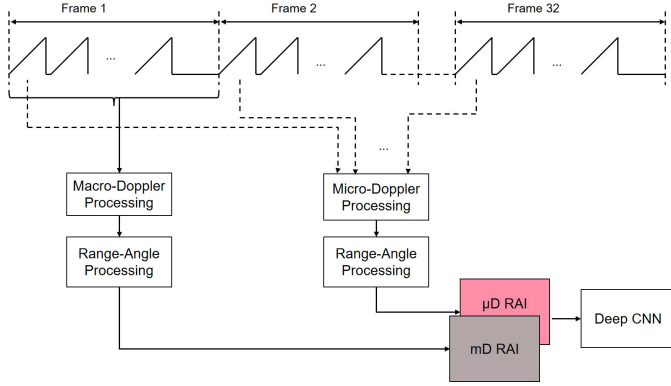 Frame 1
Frame 2
Frame 32
...
...
...
...
Macro-Doppler
Processing
Micro-Doppler
Processing
Range-Angle
Processing
Range-Angle
Processing
μD RAI
mD RAI
Deep CNN